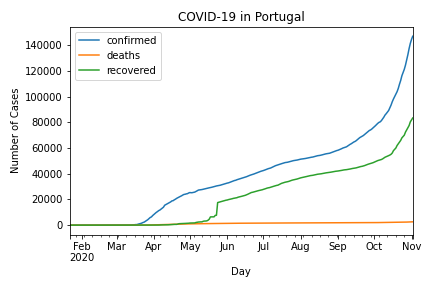 COVID-19 in Portugal
confirmed
deaths
recovered
Number of Cases
140000
120000
100000
80000
60000
40000
20000
0
Feb Mar Apr May Jun Jul Aug Sep Oct Nov
2020
Day